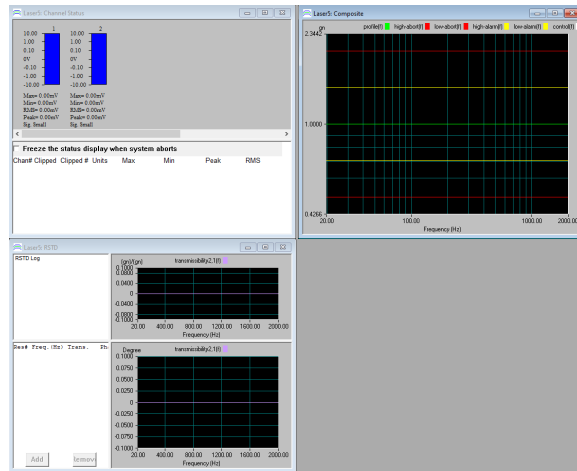 Laser5: Channel Status
1 2
10.00 10.00
1.00 1.00
0.10 0.10
0V 0V
-0.10 -0.10
-1.00 -1.00
-10.00 -10.00
Max= 0.00mV Max= 0.00mV
Min= 0.00mV Min= 0.00mV
RMS= 0.00mV RMS= 0.00mV
Peak= 0.00mV Peak= 0.00mV
Sig. Small Sig. Small
Freeze the status display when system aborts
Chan# Clipped Clipped # Units Max Min Peak RMS
Laser5: Composite
gn profile(f) high-abort(f) low-abort(f) high-alarm(f) low-alarm(f) control(f)
2.3442
1.0000
0.4266
20.00 100.00 1000.00 2000.00
Frequency (Hz)
Laser5: RSTD
RSTD Log
(gn)/(gn) transmissibility2,1(f)
0.1000
0.0800
0.0400
0.00
-0.0400
-0.0800
-0.1000
20.00 400.00 800.00 1200.00 1600.00 2000.00
Frequency (Hz)
Res# Freq.(Hz) Trans. Ph
Degree transmissibility2,1(f)
0.1000
0.0750
0.0500
0.0250
0.00
-0.0250
-0.0500
-0.0750
-0.1000
20.00 400.00 800.00 1200.00 1600.00 2000.00
Frequency (Hz)
Add Remov